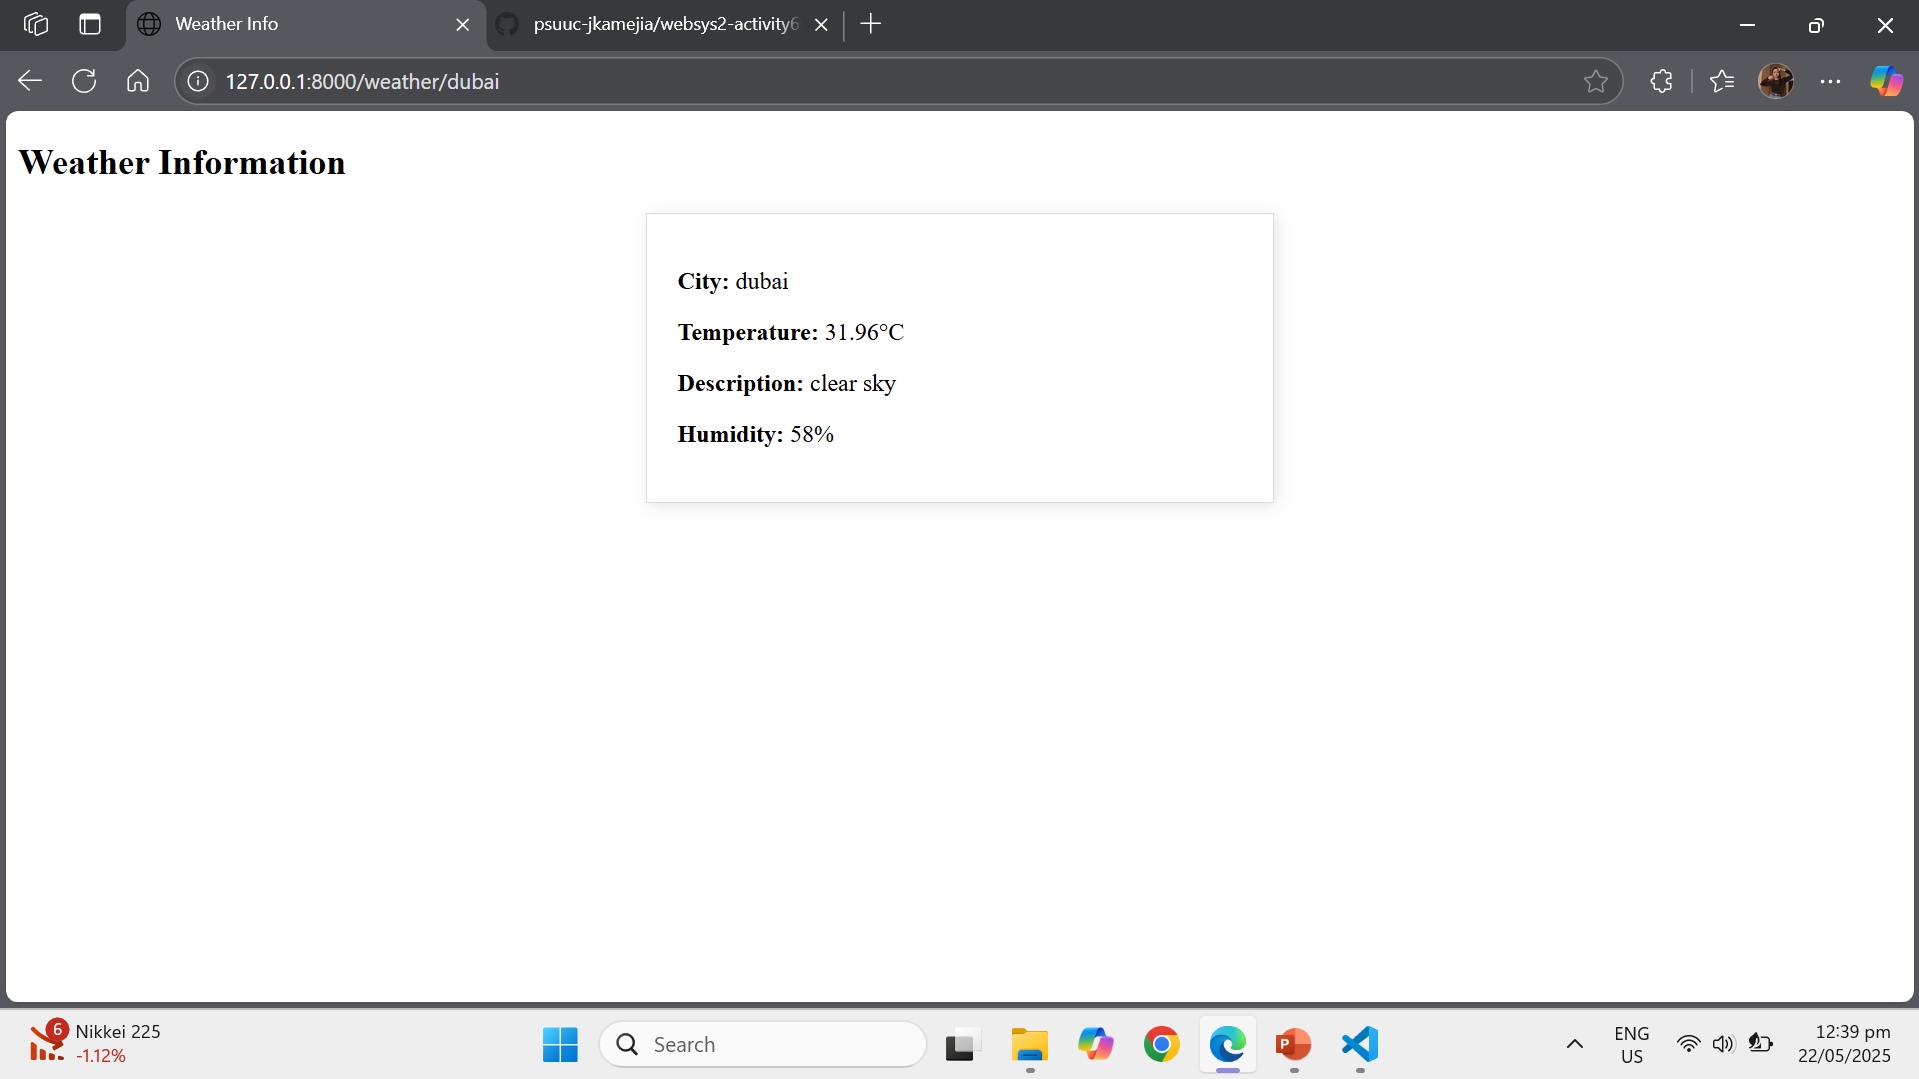 Weather Info
psuuc-jkamejia/websys2-activity6
127.0.0.1:8000/weather/dubai
Weather Information
City: dubai
Temperature: 31.96°C
Description: clear sky
Humidity: 58%
6
Nikkei 225
-1.12%
Search
P
ENG
US
12:39 pm
22/05/2025